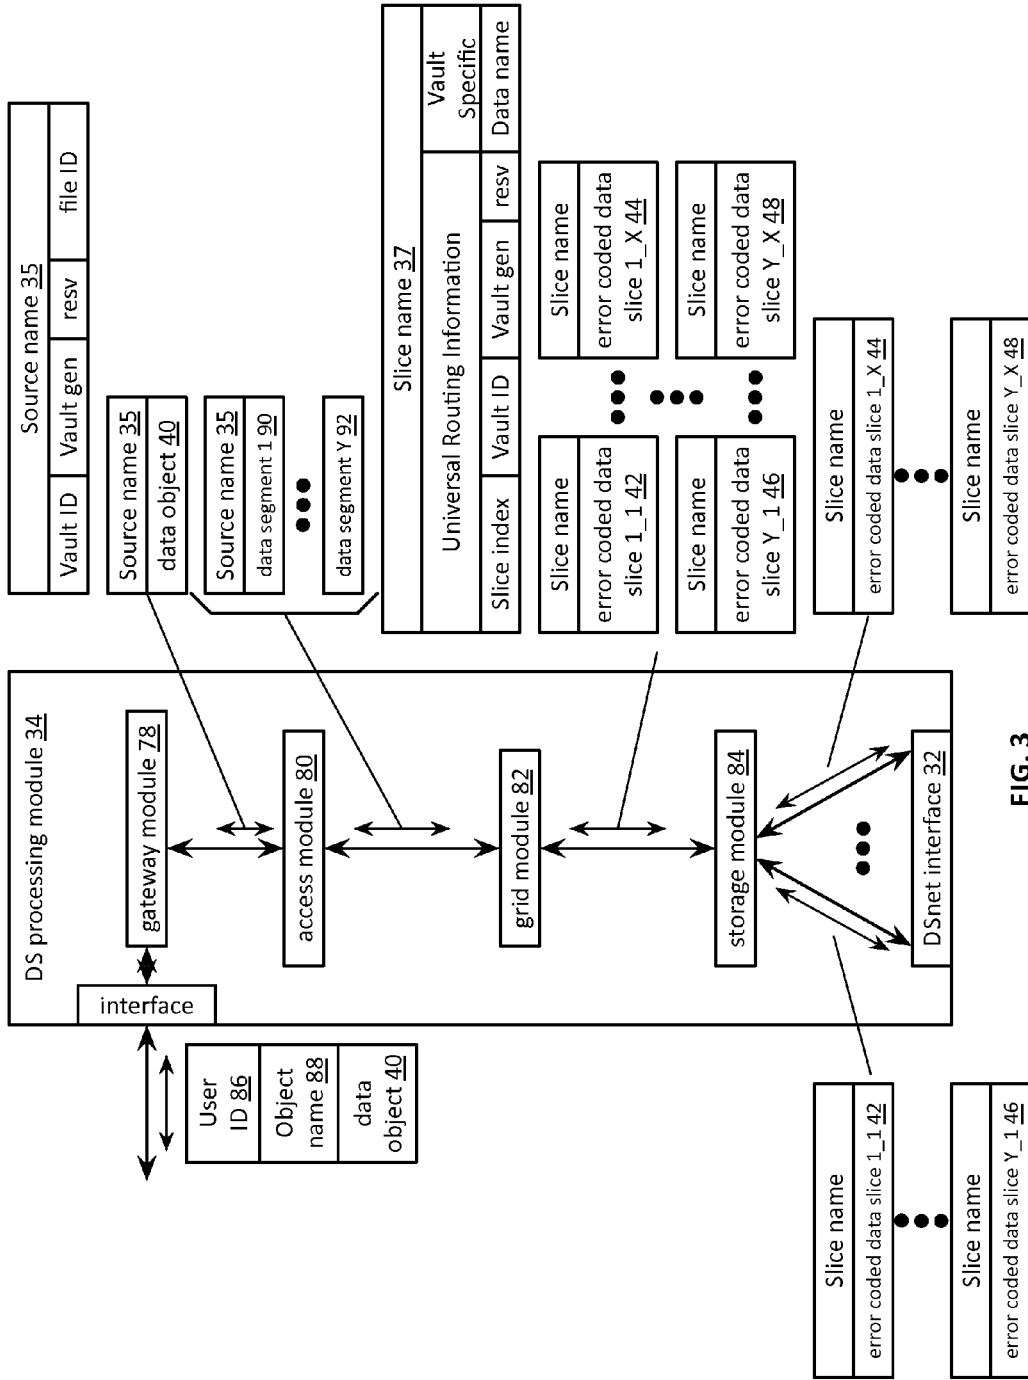 DS processing module 34
interface
gateway module 78
access module 80
grid module 82
storage module 84
DSnet interface 32
User
ID 86
Object
name 88
data
object 40
Source name 35
Vault ID
Vault gen
resv
file ID
Source name 35
data object 40
Source name 35
data segment 1 90
data segment Y 92
Slice name 37
Universal Routing Information
Vault
Specific
Slice index
Vault ID
Vault gen
resv
Data name
Slice name
error coded data
slice 1_1 42
Slice name
error coded data
slice 1_X 44
Slice name
error coded data
slice Y_1 46
Slice name
error coded data
slice Y_X 48
Slice name
error coded data slice 1_1 42
Slice name
error coded data slice Y_1 46
Slice name
error coded data slice 1_X 44
Slice name
error coded data slice Y_X 48
FIG. 3